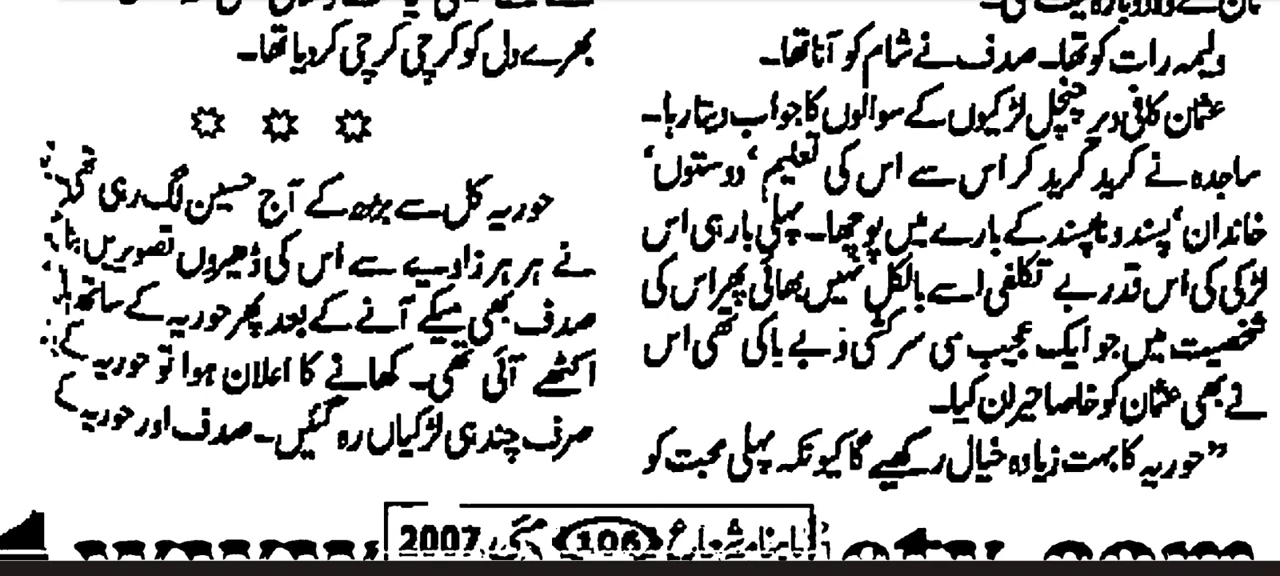 ولیمہ رات کو تھا۔ صدف نے شام کو آنا تھا۔
عثمان کافی دیر چنچل لڑکیوں کے سوالوں کا جواب دیتا رہا۔
ساجدہ نے کرید کرید کر اس سے اس کی تعلیم‘ دوستوں‘
خاندان‘ پسند و ناپسند کے بارے میں پوچھا۔ پہلی بار ہی اس
لڑکی کی اس قدر بے تکلفی اسے بالکل نہیں بھائی پھر اس کی
شخصیت میں جو ایک عجیب سی سرکشی و بے باکی تھی اس
نے بھی عثمان کو خاصا حیران کیا۔
”حوریہ کا بہت زیادہ خیال رکھیے گا کیونکہ پہلی محبت کو
بھرے دل کو کرچی کرچی کر دیا تھا۔
حوریہ کل سے بڑھ کے آج حسین لگ رہی تھی
نے ہر ہر زاویے سے اس کی ڈھیروں تصویریں
صدف بھی میکے آنے کے بعد پھر حوریہ کے ساتھ
اکٹھے آئی تھی۔ کھانے کا اعلان ہوا تو حوریہ کے
صرف چند ہی لڑکیاں رہ گئیں۔ صدف اور حوریہ کے
ماہنامہ شعاع 106 مئی 2007